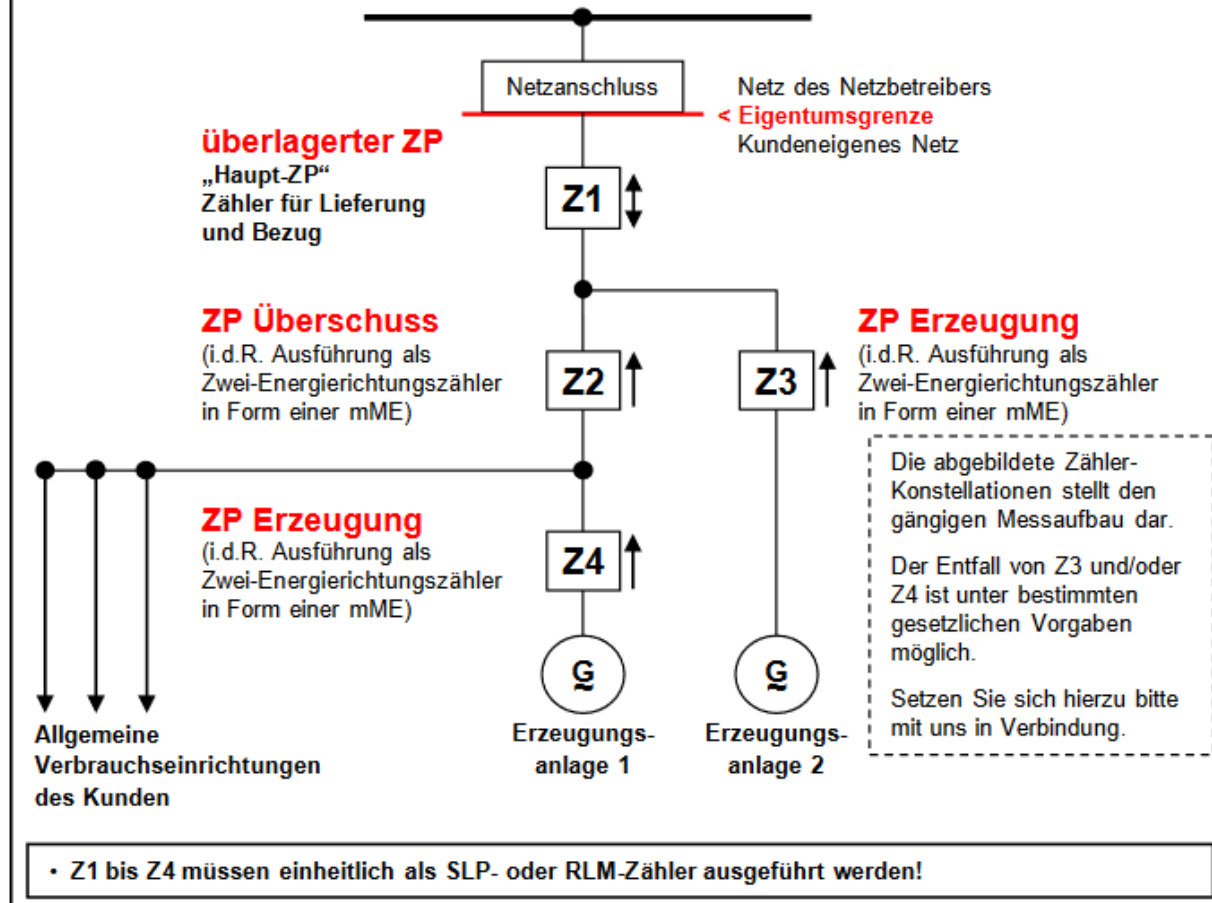 Netzanschluss
Netz des Netzbetreibers
< Eigentumsgrenze
Kundeneigenes Netz
überlagerter ZP
„Haupt-ZP“
Zähler für Lieferung
und Bezug
Z1
ZP Überschuss
(i.d.R. Ausführung als
Zwei-Energierichtungszähler
in Form einer mME)
Z2
Z3
ZP Erzeugung
(i.d.R. Ausführung als
Zwei-Energierichtungszähler
in Form einer mME)
Die abgebildete Zähler-
Konstellationen stellt den
gängigen Messaufbau dar.
Der Entfall von Z3 und/oder
Z4 ist unter bestimmten
gesetzlichen Vorgaben
möglich.
Setzen Sie sich hierzu bitte
mit uns in Verbindung.
ZP Erzeugung
(i.d.R. Ausführung als
Zwei-Energierichtungszähler
in Form einer mME)
Z4
G
G
Allgemeine
Verbrauchseinrichtungen
des Kunden
Erzeugungs-
anlage 1
Erzeugungs-
anlage 2
• Z1 bis Z4 müssen einheitlich als SLP- oder RLM-Zähler ausgeführt werden!